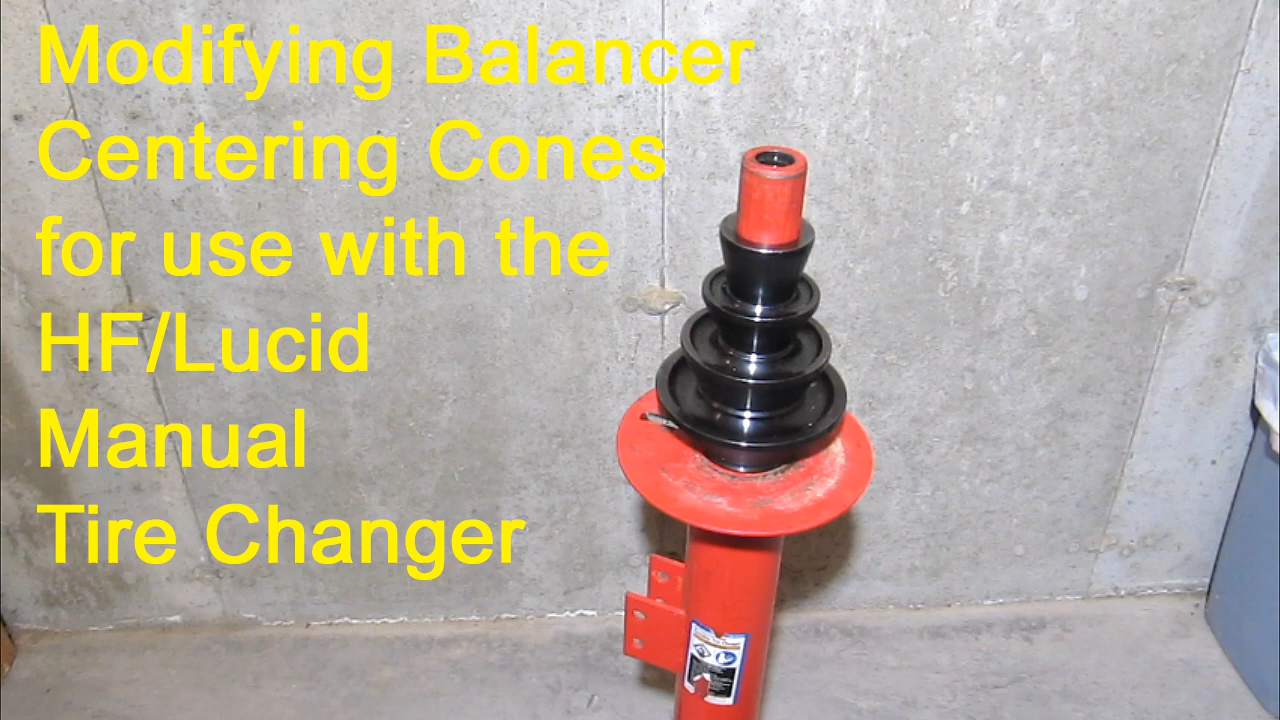 Modifying Balancer
Centering Cones
for use with the
HF/Lucid
Manual
Tire Changer